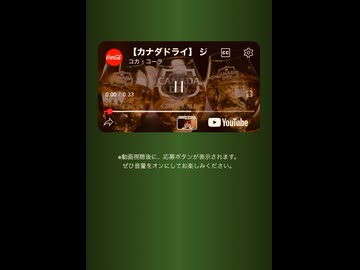 【カナダドライ】 ジ
コカ・コーラ
CC
CANADA
0:00 / 0:33
YouTube
※動画視聴後に、応募ボタンが表示されます。
ぜひ音量をオンにしてお楽しみください。